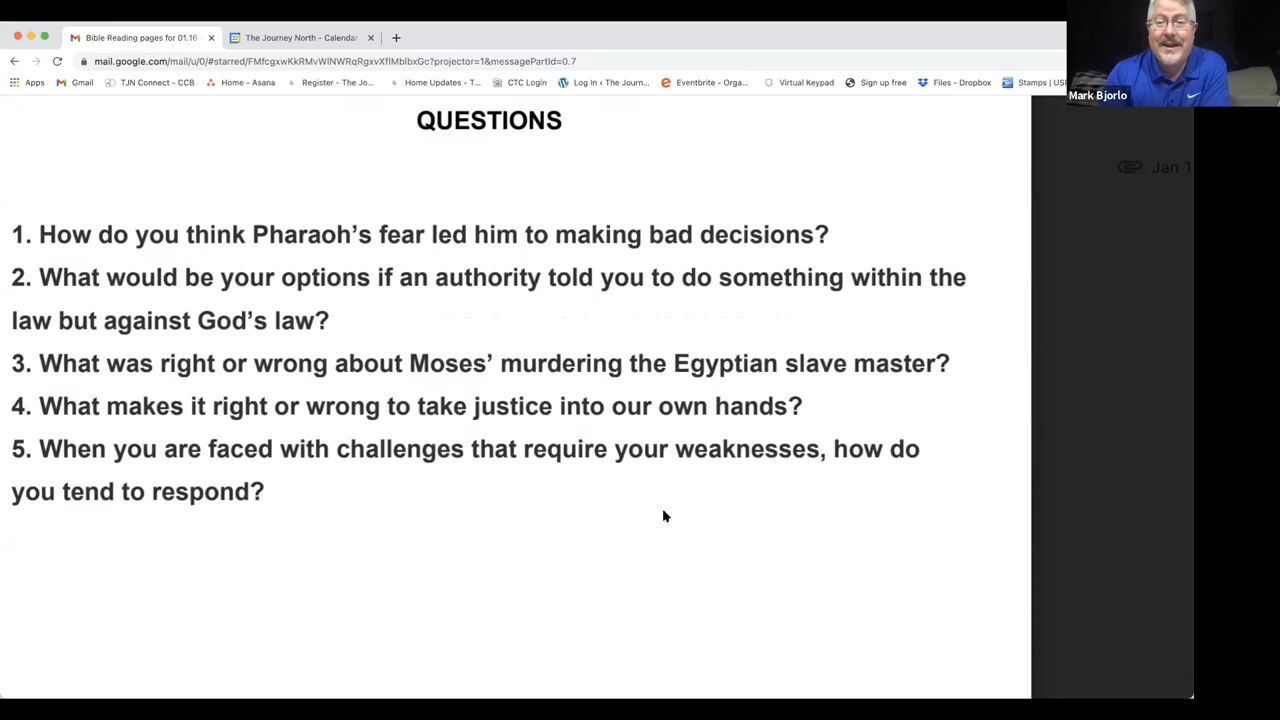 Bible Reading pages for 01.16
The Journey North - Calendar
mail.google.com/mail/u/0/#starred/FMfcgxwKkRMvWlNWRqRgxvXflMblbxGc?projector=1&messagePartId=0.7
Apps Gmail TJN Connect - CCB Home - Asana Register - The Jo... Home Updates - T... CTC Login Log In ‹ The Journ... Eventbrite - Orga... Virtual Keypad Sign up free Files - Dropbox Stamps | US
Mark Bjorlo
QUESTIONS
Jan 1
1. How do you think Pharaoh’s fear led him to making bad decisions?
2. What would be your options if an authority told you to do something within the
law but against God’s law?
3. What was right or wrong about Moses’ murdering the Egyptian slave master?
4. What makes it right or wrong to take justice into our own hands?
5. When you are faced with challenges that require your weaknesses, how do
you tend to respond?